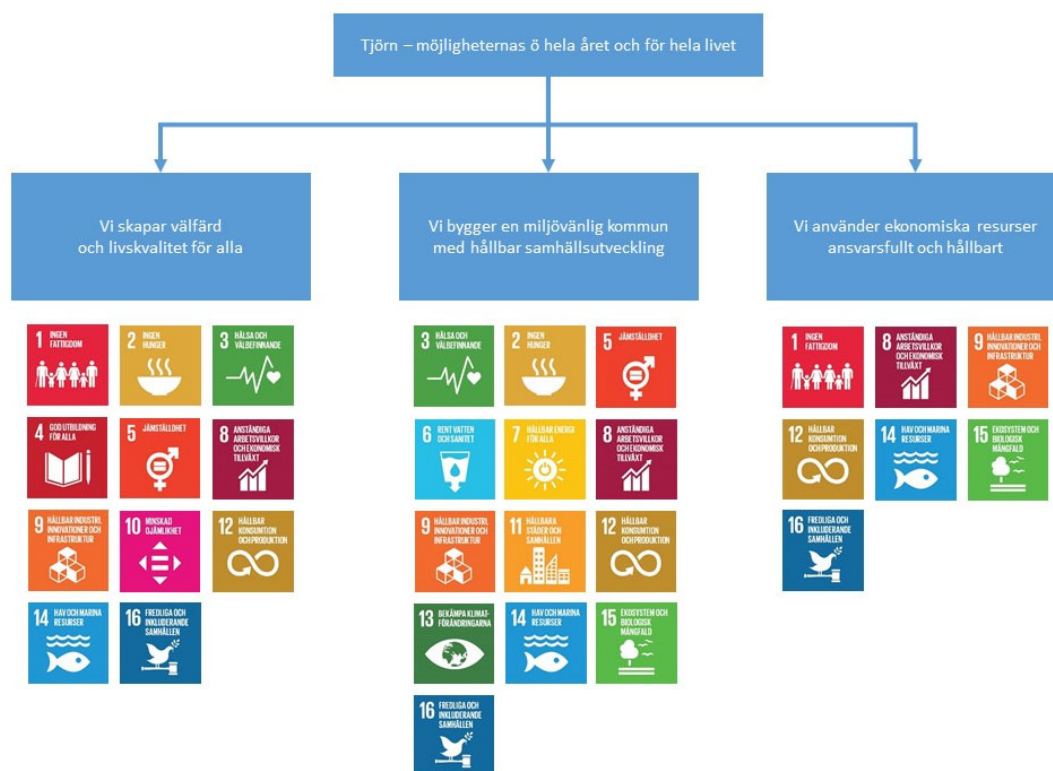 Tjörn – möjligheternas ö hela året och för hela livet
Vi skapar välfärd
och livskvalitet för alla
Vi bygger en miljövänlig kommun
med hållbar samhällsutveckling
Vi använder ekonomiska resurser
ansvarsfullt och hållbart
1 INGEN
FATTIGDOM
2 INGEN
HUNGER
3 HÄLSA OCH
VÄLBEFINNANDE
4 GOD UTBILDNING
FÖR ALLA
5 JÄMSTÄLLDHET
8 ANSTÄNDIGA
ARBETSVILLKOR
OCH EKONOMISK
TILLVÄXT
9 HÅLLBAR INDUSTRI,
INNOVATIONER OCH
INFRASTRUKTUR
10 MINSKAD
OJÄMLIKHET
12 HÅLLBAR
KONSUMTION
OCH PRODUKTION
14 HAV OCH MARINA
RESURSER
16 FREDLIGA OCH
INKLUDERANDE
SAMHÄLLEN
3 HÄLSA OCH
VÄLBEFINNANDE
2 INGEN
HUNGER
5 JÄMSTÄLLDHET
6 RENT VATTEN
OCH SANITET
7 HÅLLBAR ENERGI
FÖR ALLA
8 ANSTÄNDIGA
ARBETSVILLKOR
OCH EKONOMISK
TILLVÄXT
9 HÅLLBAR INDUSTRI,
INNOVATIONER OCH
INFRASTRUKTUR
11 HÅLLBARA
STÄDER OCH
SAMHÄLLEN
12 HÅLLBAR
KONSUMTION
OCH PRODUKTION
13 BEKÄMPA KLIMAT-
FÖRÄNDRINGARNA
14 HAV OCH MARINA
RESURSER
15 EKOSYSTEM OCH
BIOLOGISK
MÅNGFALD
16 FREDLIGA OCH
INKLUDERANDE
SAMHÄLLEN
1 INGEN
FATTIGDOM
8 ANSTÄNDIGA
ARBETSVILLKOR
OCH EKONOMISK
TILLVÄXT
9 HÅLLBAR INDUSTRI,
INNOVATIONER OCH
INFRASTRUKTUR
12 HÅLLBAR
KONSUMTION
OCH PRODUKTION
14 HAV OCH MARINA
RESURSER
15 EKOSYSTEM OCH
BIOLOGISK
MÅNGFALD
16 FREDLIGA OCH
INKLUDERANDE
SAMHÄLLEN